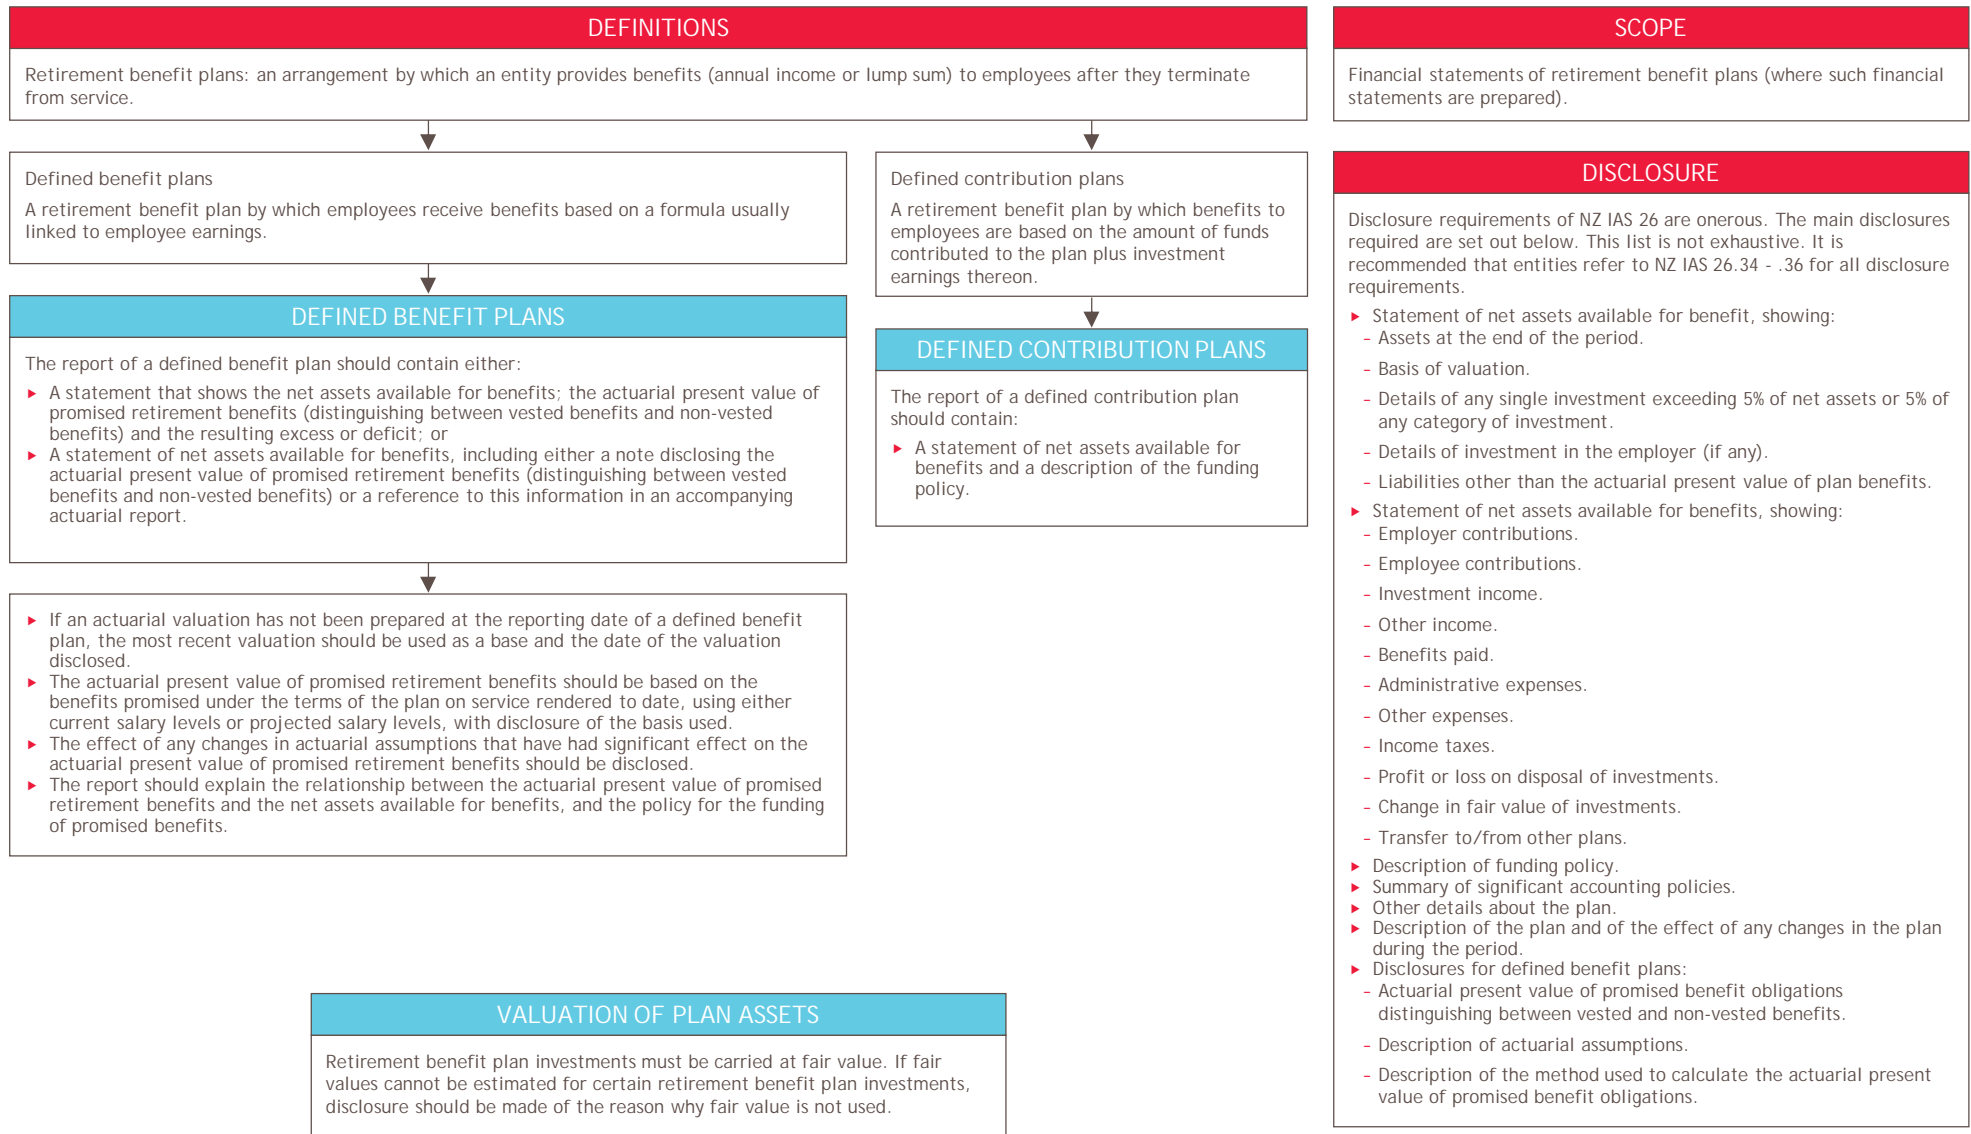 DEFINITIONS
Retirement benefit plans: an arrangement by which an entity provides benefits (annual income or lump sum) to employees after they terminate
from service.
Defined benefit plans
A retirement benefit plan by which employees receive benefits based on a formula usually
linked to employee earnings.
DEFINED BENEFIT PLANS
The report of a defined benefit plan should contain either:
▸ A statement that shows the net assets available for benefits; the actuarial present value of
promised retirement benefits (distinguishing between vested benefits and non-vested
benefits) and the resulting excess or deficit; or
▸ A statement of net assets available for benefits, including either a note disclosing the
actuarial present value of promised retirement benefits (distinguishing between vested
benefits and non-vested benefits) or a reference to this information in an accompanying
actuarial report.
▸ If an actuarial valuation has not been prepared at the reporting date of a defined benefit
plan, the most recent valuation should be used as a base and the date of the valuation
disclosed.
▸ The actuarial present value of promised retirement benefits should be based on the
benefits promised under the terms of the plan on service rendered to date, using either
current salary levels or projected salary levels, with disclosure of the basis used.
▸ The effect of any changes in actuarial assumptions that have had significant effect on the
actuarial present value of promised retirement benefits should be disclosed.
▸ The report should explain the relationship between the actuarial present value of promised
retirement benefits and the net assets available for benefits, and the policy for the funding
of promised benefits.
Defined contribution plans
A retirement benefit plan by which benefits to
employees are based on the amount of funds
contributed to the plan plus investment
earnings thereon.
DEFINED CONTRIBUTION PLANS
The report of a defined contribution plan
should contain:
▸ A statement of net assets available for
benefits and a description of the funding
policy.
VALUATION OF PLAN ASSETS
Retirement benefit plan investments must be carried at fair value. If fair
values cannot be estimated for certain retirement benefit plan investments,
disclosure should be made of the reason why fair value is not used.
SCOPE
Financial statements of retirement benefit plans (where such financial
statements are prepared).
DISCLOSURE
Disclosure requirements of NZ IAS 26 are onerous. The main disclosures
required are set out below. This list is not exhaustive. It is
recommended that entities refer to NZ IAS 26.34 - .36 for all disclosure
requirements.
▸ Statement of net assets available for benefit, showing:
- Assets at the end of the period.
- Basis of valuation.
- Details of any single investment exceeding 5% of net assets or 5% of
any category of investment.
- Details of investment in the employer (if any).
- Liabilities other than the actuarial present value of plan benefits.
▸ Statement of net assets available for benefits, showing:
- Employer contributions.
- Employee contributions.
- Investment income.
- Other income.
- Benefits paid.
- Administrative expenses.
- Other expenses.
- Income taxes.
- Profit or loss on disposal of investments.
- Change in fair value of investments.
- Transfer to/from other plans.
▸ Description of funding policy.
▸ Summary of significant accounting policies.
▸ Other details about the plan.
▸ Description of the plan and of the effect of any changes in the plan
during the period.
▸ Disclosures for defined benefit plans:
- Actuarial present value of promised benefit obligations
distinguishing between vested and non-vested benefits.
- Description of actuarial assumptions.
- Description of the method used to calculate the actuarial present
value of promised benefit obligations.